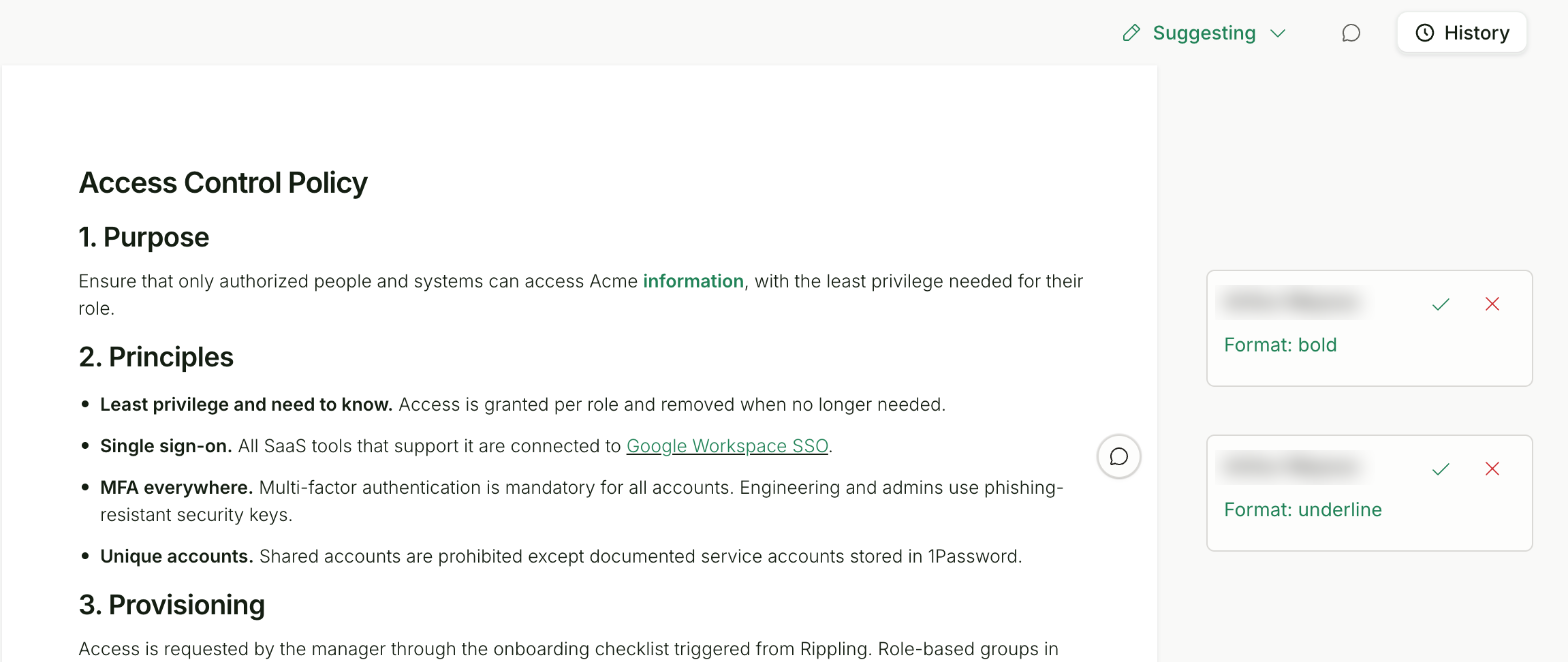 Suggesting
History
Access Control Policy
1. Purpose
Ensure that only authorized people and systems can access Acme information, with the least privilege needed for their
role.
Format: bold
2. Principles
• Least privilege and need to know. Access is granted per role and removed when no longer needed.
• Single sign-on. All SaaS tools that support it are connected to Google Workspace SSO.
• MFA everywhere. Multi-factor authentication is mandatory for all accounts. Engineering and admins use phishing-
resistant security keys.
Format: underline
• Unique accounts. Shared accounts are prohibited except documented service accounts stored in 1Password.
3. Provisioning
Access is requested by the manager through the onboarding checklist triggered from Rippling. Role-based groups in